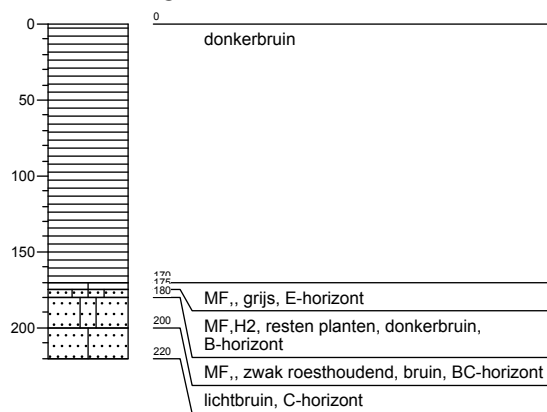 0
0
donkerbruin
50
100
150
170
175
MF,, grijs, E-horizont
180
MF,H2, resten planten, donkerbruin,
B-horizont
200
200
MF,, zwak roesthoudend, bruin, BC-horizont
220
lichtbruin, C-horizont